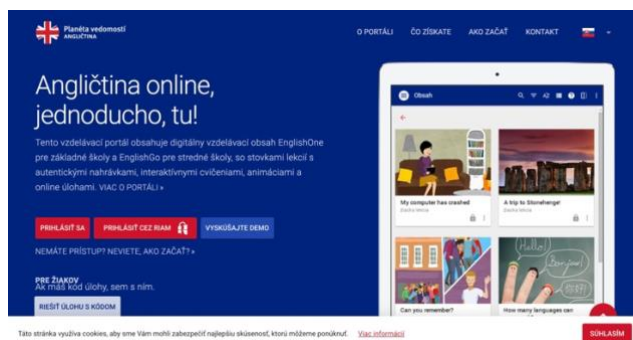 Planéta vedomostí
ANGLIČTINA
O PORTÁLI ČO ZÍSKATE AKO ZAČAŤ KONTAKT
Angličtina online,
jednoducho, tu!
Tento vzdelávací portál obsahuje digitálny vzdelávací obsah EnglishOne
pre základné školy a EnglishGo pre stredné školy, so stovkami lekcií s
autentickými nahrávkami, interaktívnymi cvičeniami, animáciami a
online úlohami. VIAC O PORTÁLI »
PRIHLÁSIŤ SA PRIHLÁSIŤ CEZ RIAM VYSKÚŠAJTE DEMO
NEMÁTE PRÍSTUP? NEVIETE, AKO ZAČAŤ? »
PRE ŽIAKOV
Ak máš kód úlohy, sem s ním.
RIEŠIŤ ÚLOHU S KÓDOM
Obsah
My computer has crashed
A trip to Stonehenge!
Hello!
Bonjour!
Can you remember?
How many languages can
Táto stránka využíva cookies, aby sme Vám mohli zabezpečiť najlepšiu skúsenosť, ktorú môžeme ponúknuť. Viac informácií
SÚHLASÍM